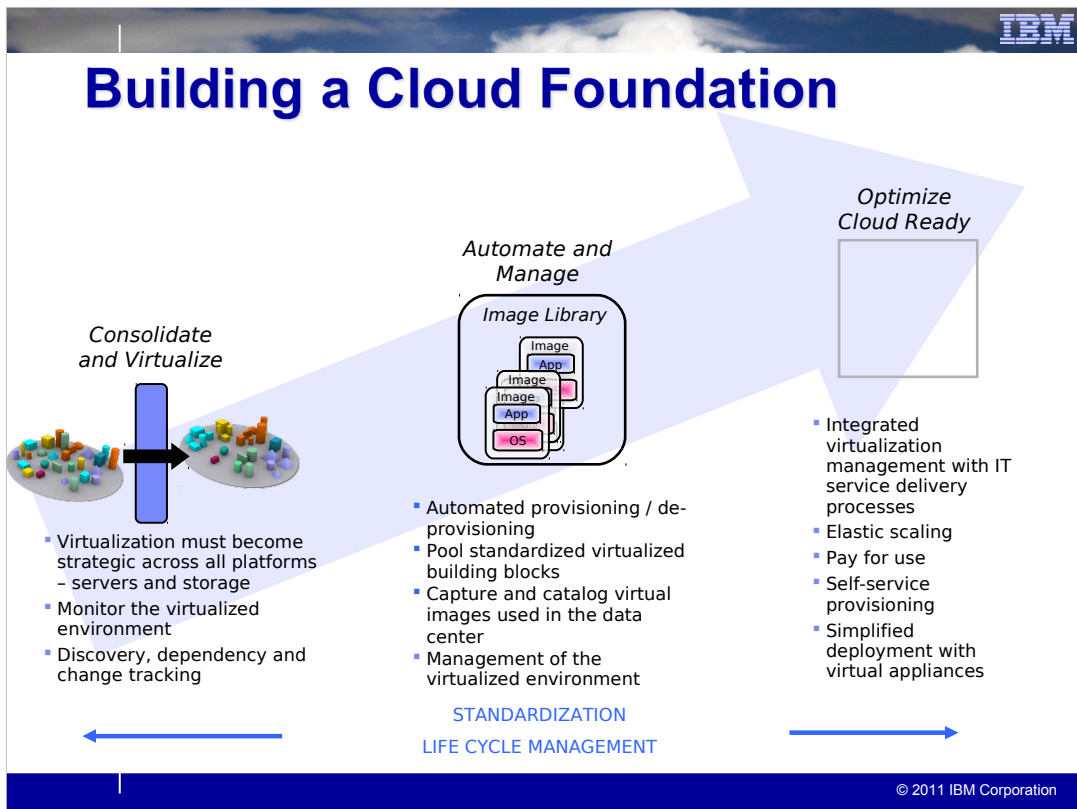 IBM
Building a Cloud Foundation
Consolidate
and Virtualize
Virtualization must become
strategic across all platforms
– servers and storage
Monitor the virtualized
environment
Discovery, dependency and
change tracking
Automate and
Manage
Image Library
Image
App
Image
Image
App
OS
Automated provisioning / de-
provisioning
Pool standardized virtualized
building blocks
Capture and catalog virtual
images used in the data
center
Management of the
virtualized environment
Optimize
Cloud Ready
Integrated
virtualization
management with IT
service delivery
processes
Elastic scaling
Pay for use
Self-service
provisioning
Simplified
deployment with
virtual appliances
STANDARDIZATION
LIFE CYCLE MANAGEMENT
© 2011 IBM Corporation